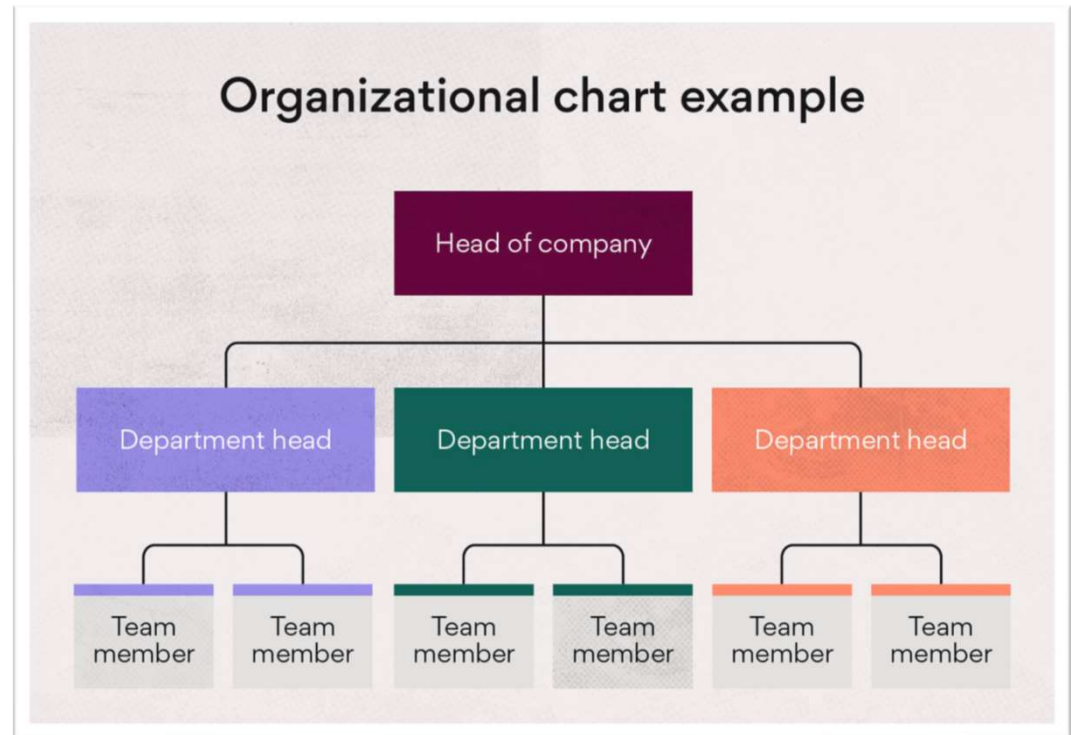 Organizational chart example
Head of company
Department head
Department head
Department head
Team
member
Team
member
Team
member
Team
member
Team
member
Team
member